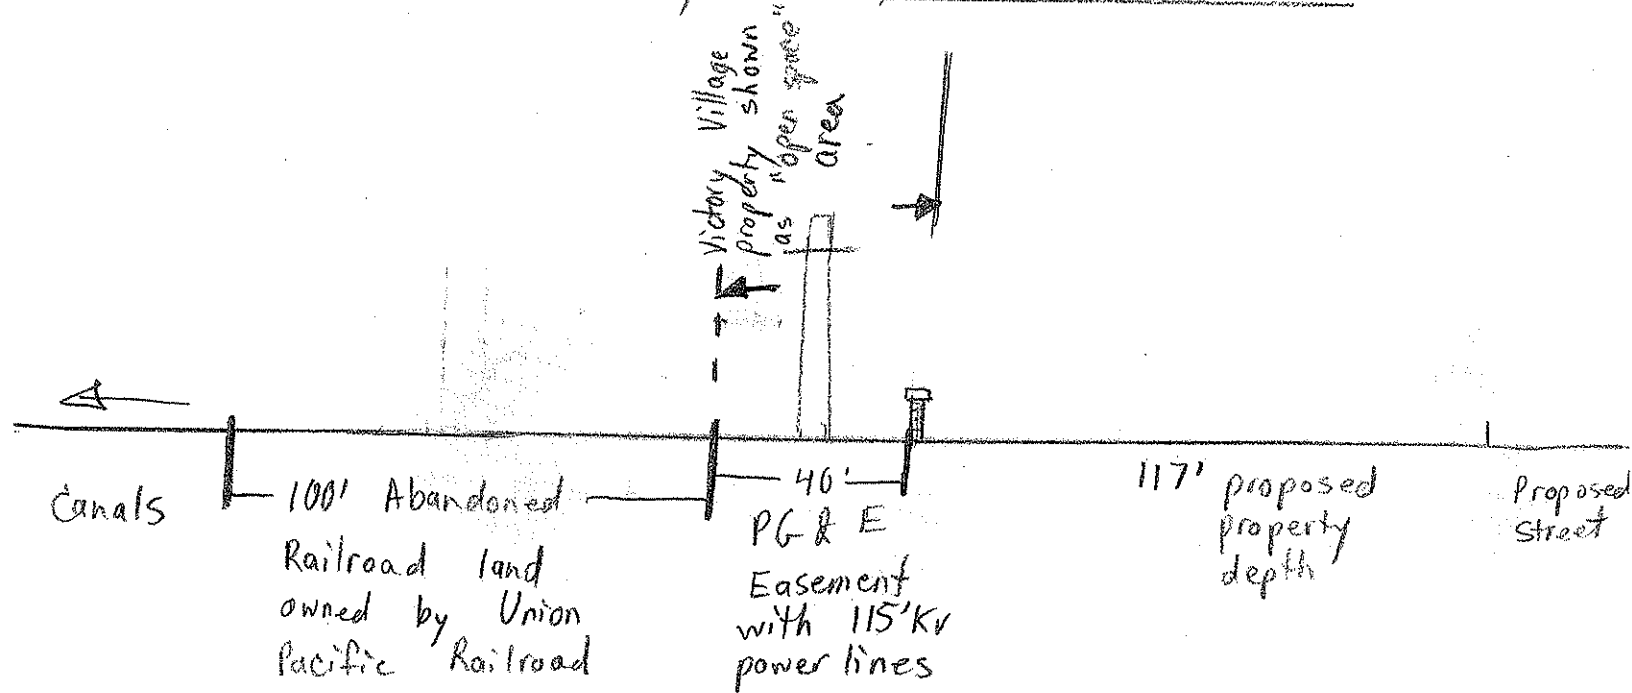 Victory Village
property shown
as "open space"
area
Canals
100' Abandoned
Railroad land
owned by Union
Pacific Railroad
40'
PG & E
Easement
with 115'Kv
power lines
117' proposed
property
depth
Proposed
Street